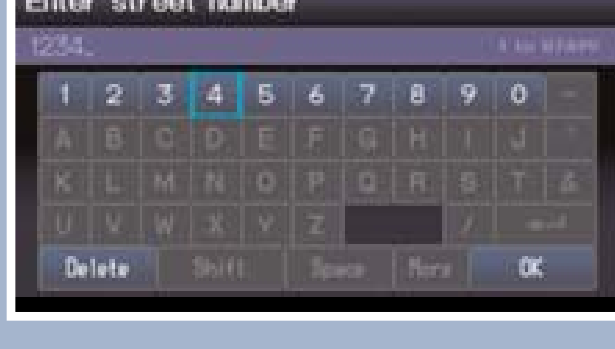 Enter street number
1234_
1 2 3 4 5 6 7 8 9 0 -
A B C D E F G H I J '
K L M N O P Q R S T &
U V W X Y Z /
Delete Shift Space More OK